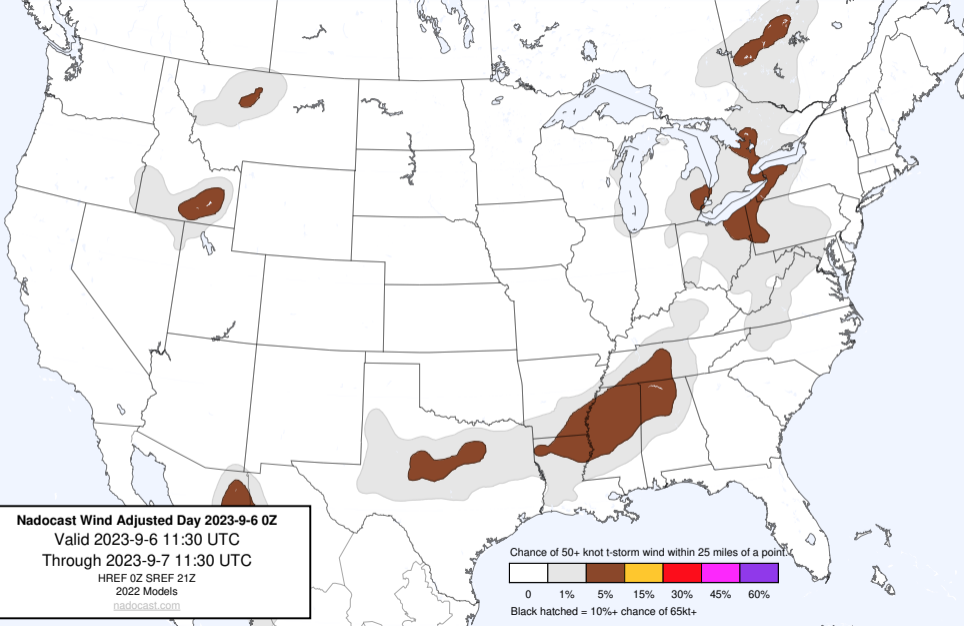 Nadocast Wind Adjusted Day 2023-9-6 0Z
Valid 2023-9-6 11:30 UTC
Through 2023-9-7 11:30 UTC
HREF 0Z SREF 21Z
2022 Models
nadocast.com
Chance of 50+ knot t-storm wind within 25 miles of a point.
0 1% 5% 15% 30% 45% 60%
Black hatched = 10%+ chance of 65kt+